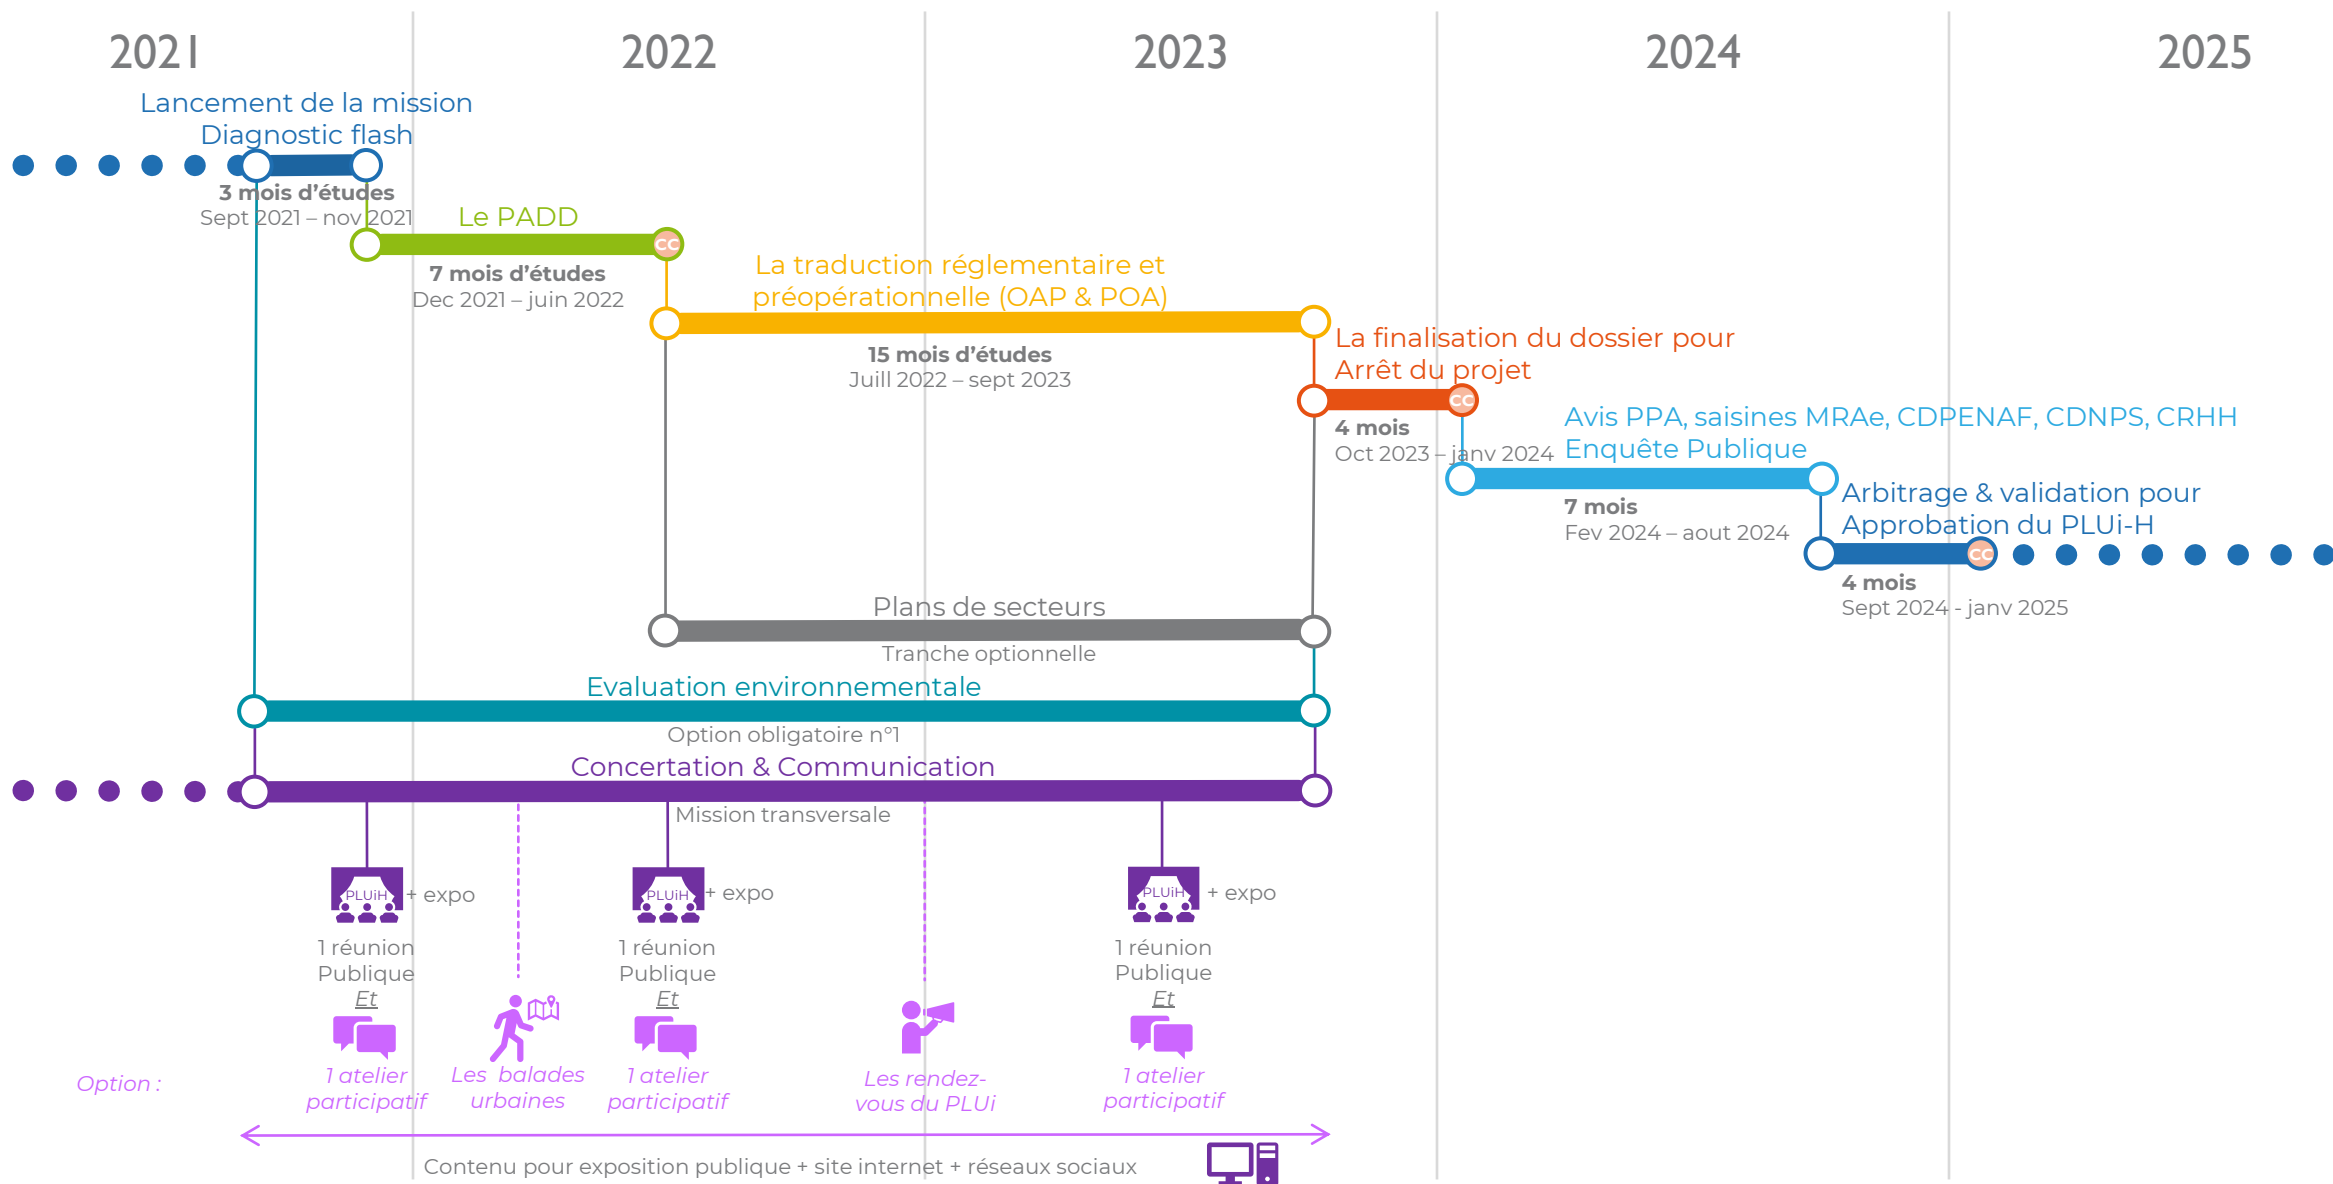 2021
2022
2023
2024
2025
Lancement de la mission
Diagnostic flash
3 mois d'études
Sept 2021 – nov 2021
Le PADD
CC
7 mois d'études
Dec 2021 – juin 2022
La traduction réglementaire et
préopérationnelle (OAP & POA)
15 mois d'études
Juill 2022 – sept 2023
La finalisation du dossier pour
Arrêt du projet
CC
4 mois
Oct 2023 – janv 2024
Avis PPA, saisines MRAe, CDPENAF, CDNPS, CRHH
Enquête Publique
7 mois
Fev 2024 – aout 2024
Arbitrage & validation pour
Approbation du PLUi-H
CC
4 mois
Sept 2024 - janv 2025
Plans de secteurs
Tranche optionnelle
Evaluation environnementale
Option obligatoire n°1
Concertation & Communication
Mission transversale
PLUiH
+ expo
1 réunion
Publique
Et
1 atelier
participatif
Les balades
urbaines
PLUiH
+ expo
1 réunion
Publique
Et
1 atelier
participatif
Les rendez-
vous du PLUi
PLUiH
+ expo
1 réunion
Publique
Et
1 atelier
participatif
Option :
Contenu pour exposition publique + site internet + réseaux sociaux